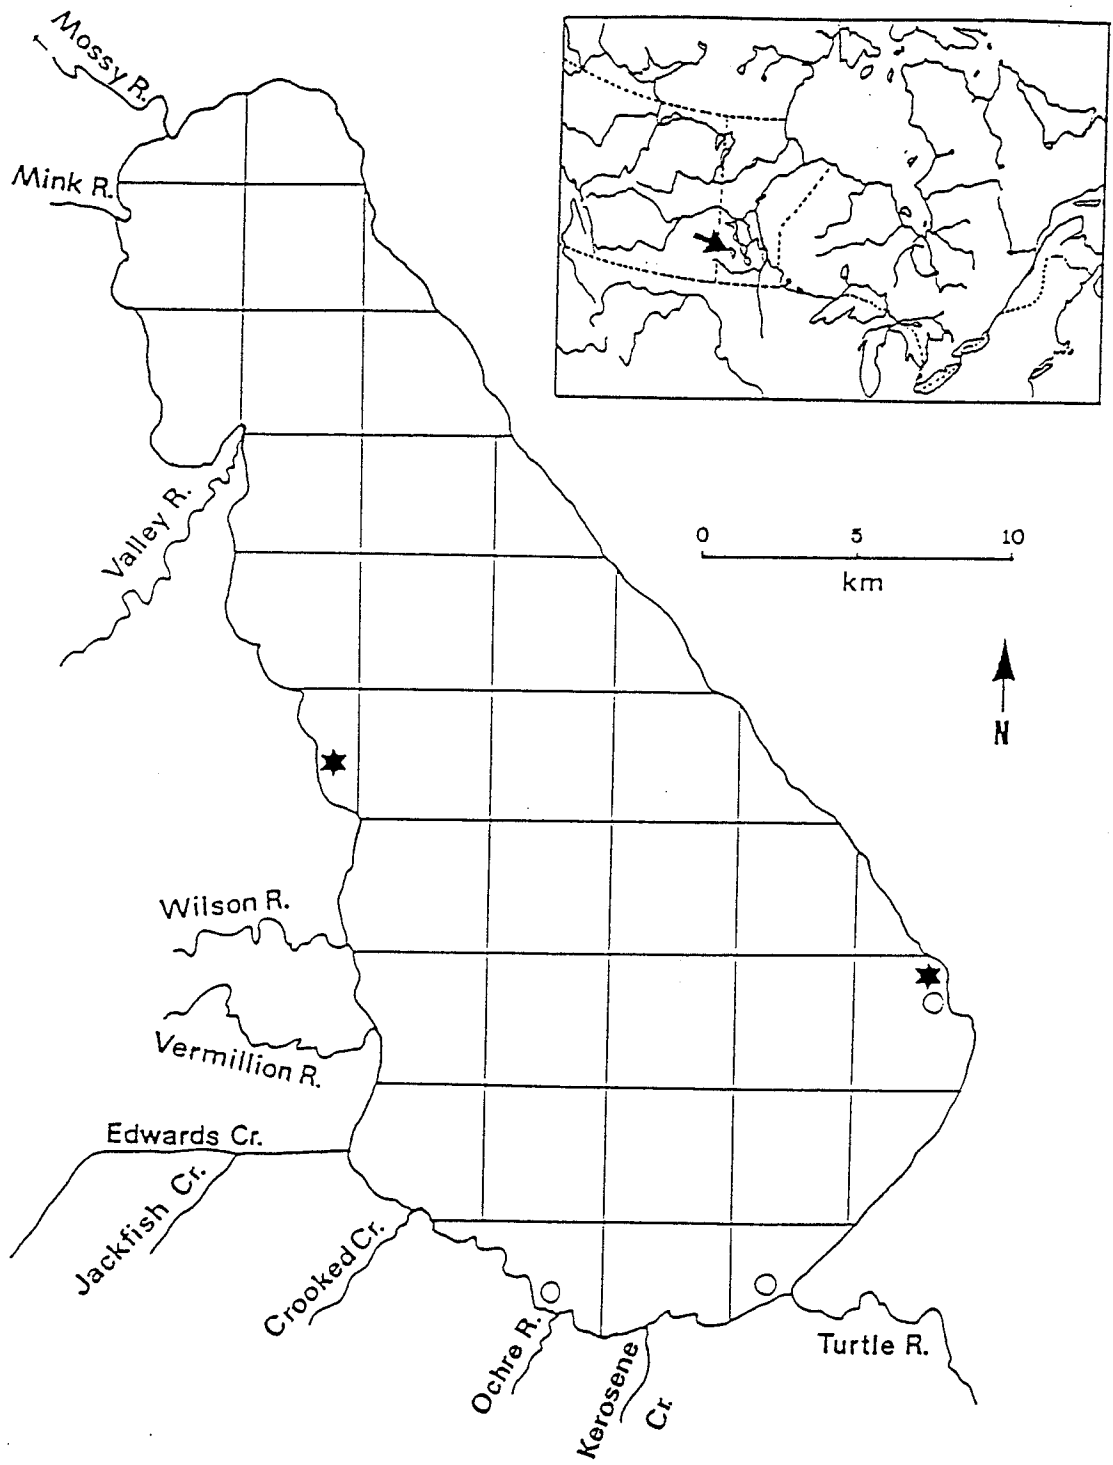 Mossy R.
Mink R.
Valley R.
0 5 10
km
N
Wilson R.
Vermillion R.
Edwards Cr.
Jackfish Cr.
Crooked Cr.
Ochre R.
Kerosene
Cr.
Turtle R.